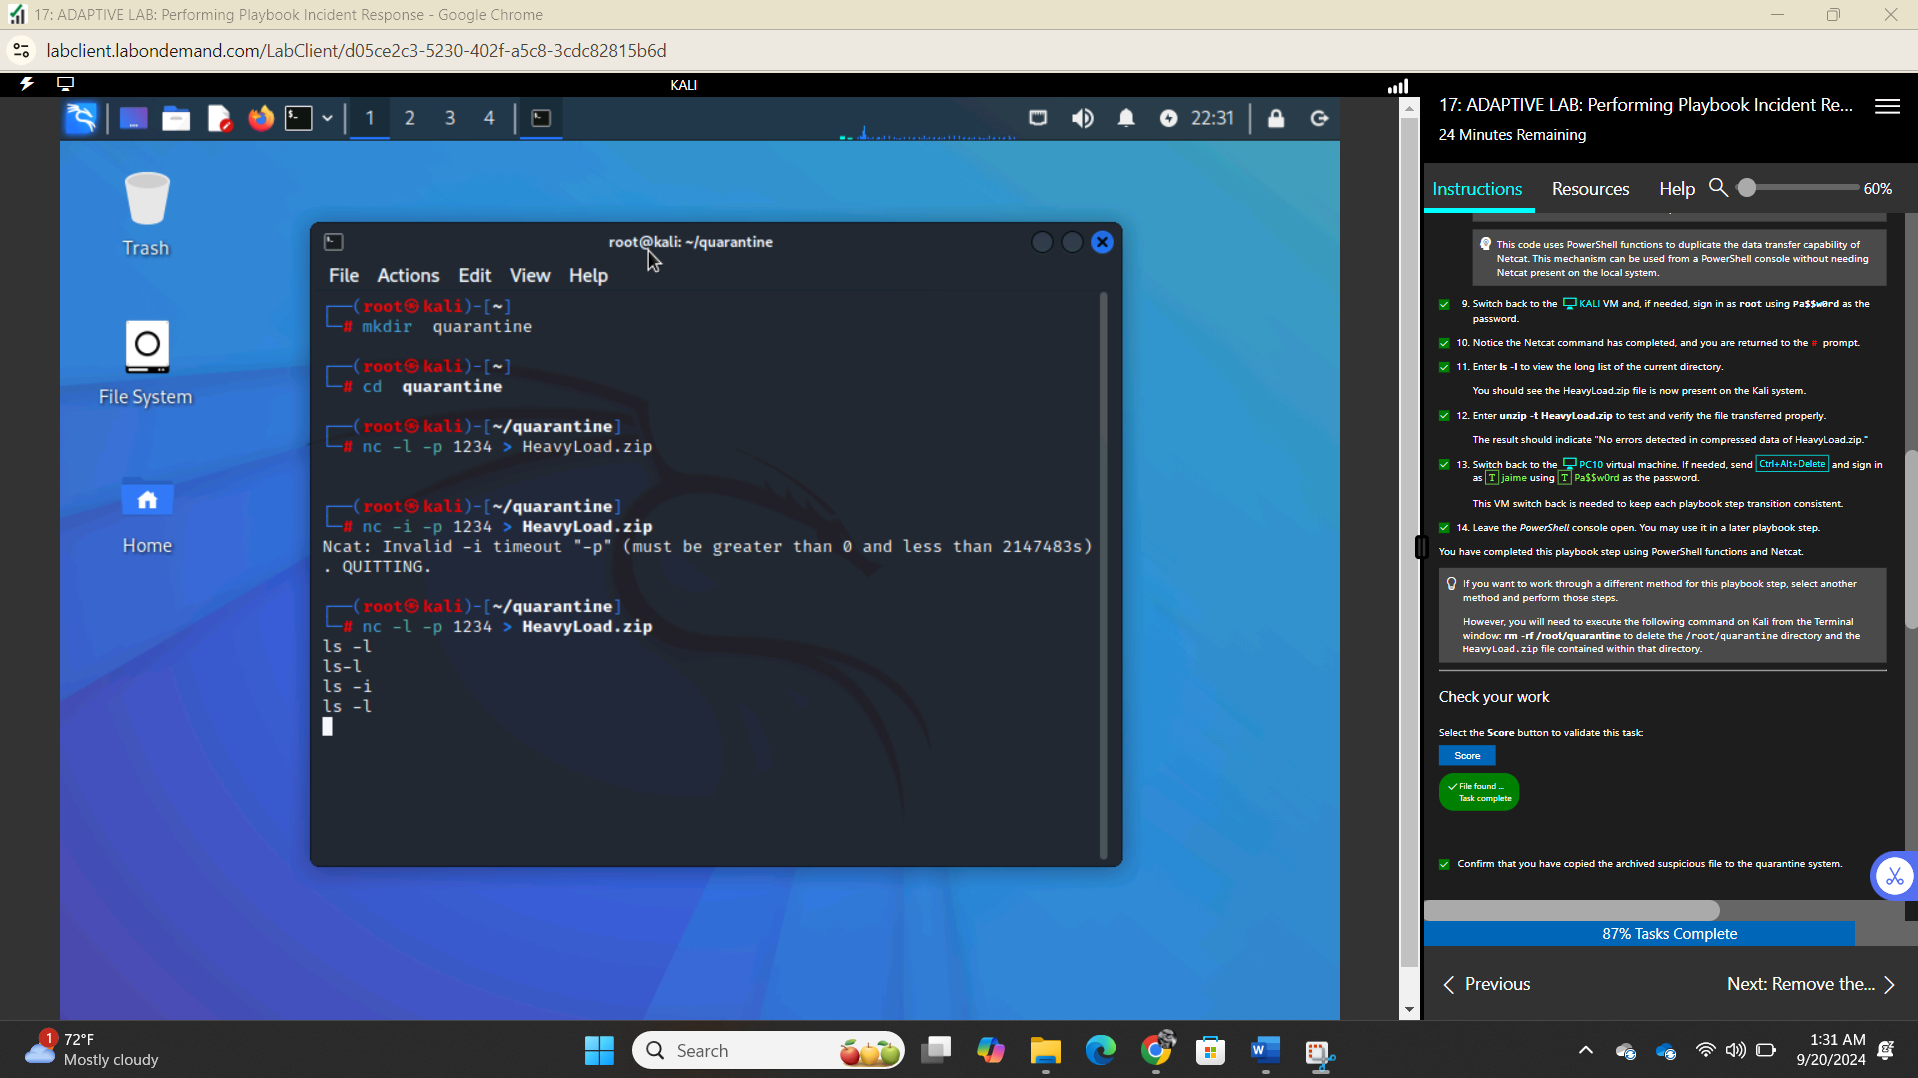 17: ADAPTIVE LAB: Performing Playbook Incident Response - Google Chrome
labclient.labondemand.com/LabClient/d05ce2c3-5230-402f-a5c8-3cdc82815b6d
KALI
1 2 3 4
22:31
Trash
File System
Home
root@kali: ~/quarantine
File Actions Edit View Help
(root㉿kali)-[~]
# mkdir quarantine
(root㉿kali)-[~]
# cd quarantine
(root㉿kali)-[~/quarantine]
# nc -l -p 1234 > HeavyLoad.zip
(root㉿kali)-[~/quarantine]
# nc -i -p 1234 > HeavyLoad.zip
Ncat: Invalid -i timeout "-p" (must be greater than 0 and less than 2147483s)
. QUITTING.
(root㉿kali)-[~/quarantine]
# nc -l -p 1234 > HeavyLoad.zip
ls -l
ls-l
ls -i
ls -l
17: ADAPTIVE LAB: Performing Playbook Incident Re...
24 Minutes Remaining
Instructions Resources Help 60%
This code uses PowerShell functions to duplicate the data transfer capability of
Netcat. This mechanism can be used from a PowerShell console without needing
Netcat present on the local system.
9. Switch back to the KALI VM and, if needed, sign in as root using Pa$$w0rd as the
password.
10. Notice the Netcat command has completed, and you are returned to the # prompt.
11. Enter ls -l to view the long list of the current directory.
You should see the HeavyLoad.zip file is now present on the Kali system.
12. Enter unzip -t HeavyLoad.zip to test and verify the file transferred properly.
The result should indicate "No errors detected in compressed data of HeavyLoad.zip."
13. Switch back to the PC10 virtual machine. If needed, send Ctrl+Alt+Delete and sign in
as T jaime using T Pa$$w0rd as the password.
This VM switch back is needed to keep each playbook step transition consistent.
14. Leave the PowerShell console open. You may use it in a later playbook step.
You have completed this playbook step using PowerShell functions and Netcat.
If you want to work through a different method for this playbook step, select another
method and perform those steps.
However, you will need to execute the following command on Kali from the Terminal
window: rm -rf /root/quarantine to delete the /root/quarantine directory and the
HeavyLoad.zip file contained within that directory.
Check your work
Select the Score button to validate this task:
Score
File found ...
Task complete
Confirm that you have copied the archived suspicious file to the quarantine system.
87% Tasks Complete
Previous
Next: Remove the...
1
72°F
Mostly cloudy
Search
W
1:31 AM
9/20/2024